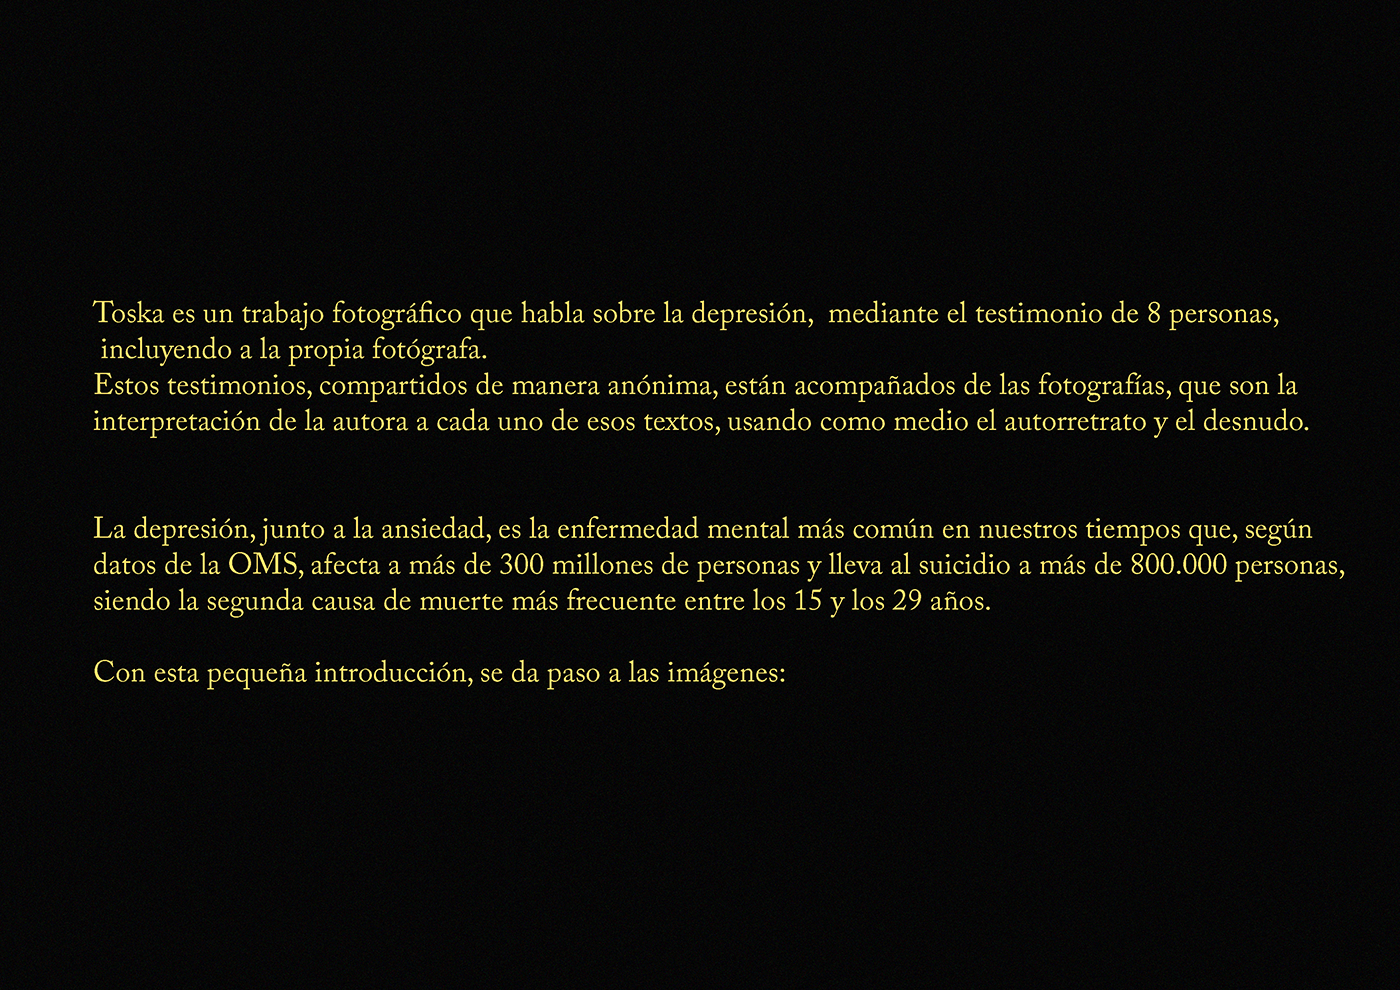 Toska es un trabajo fotográfico que habla sobre la depresión, mediante el testimonio de 8 personas,
incluyendo a la propia fotógrafa.
Estos testimonios, compartidos de manera anónima, están acompañados de las fotografías, que son la
interpretación de la autora a cada uno de esos textos, usando como medio el autorretrato y el desnudo.
La depresión, junto a la ansiedad, es la enfermedad mental más común en nuestros tiempos que, según
datos de la OMS, afecta a más de 300 millones de personas y lleva al suicidio a más de 800.000 personas,
siendo la segunda causa de muerte más frecuente entre los 15 y los 29 años.
Con esta pequeña introducción, se da paso a las imágenes: